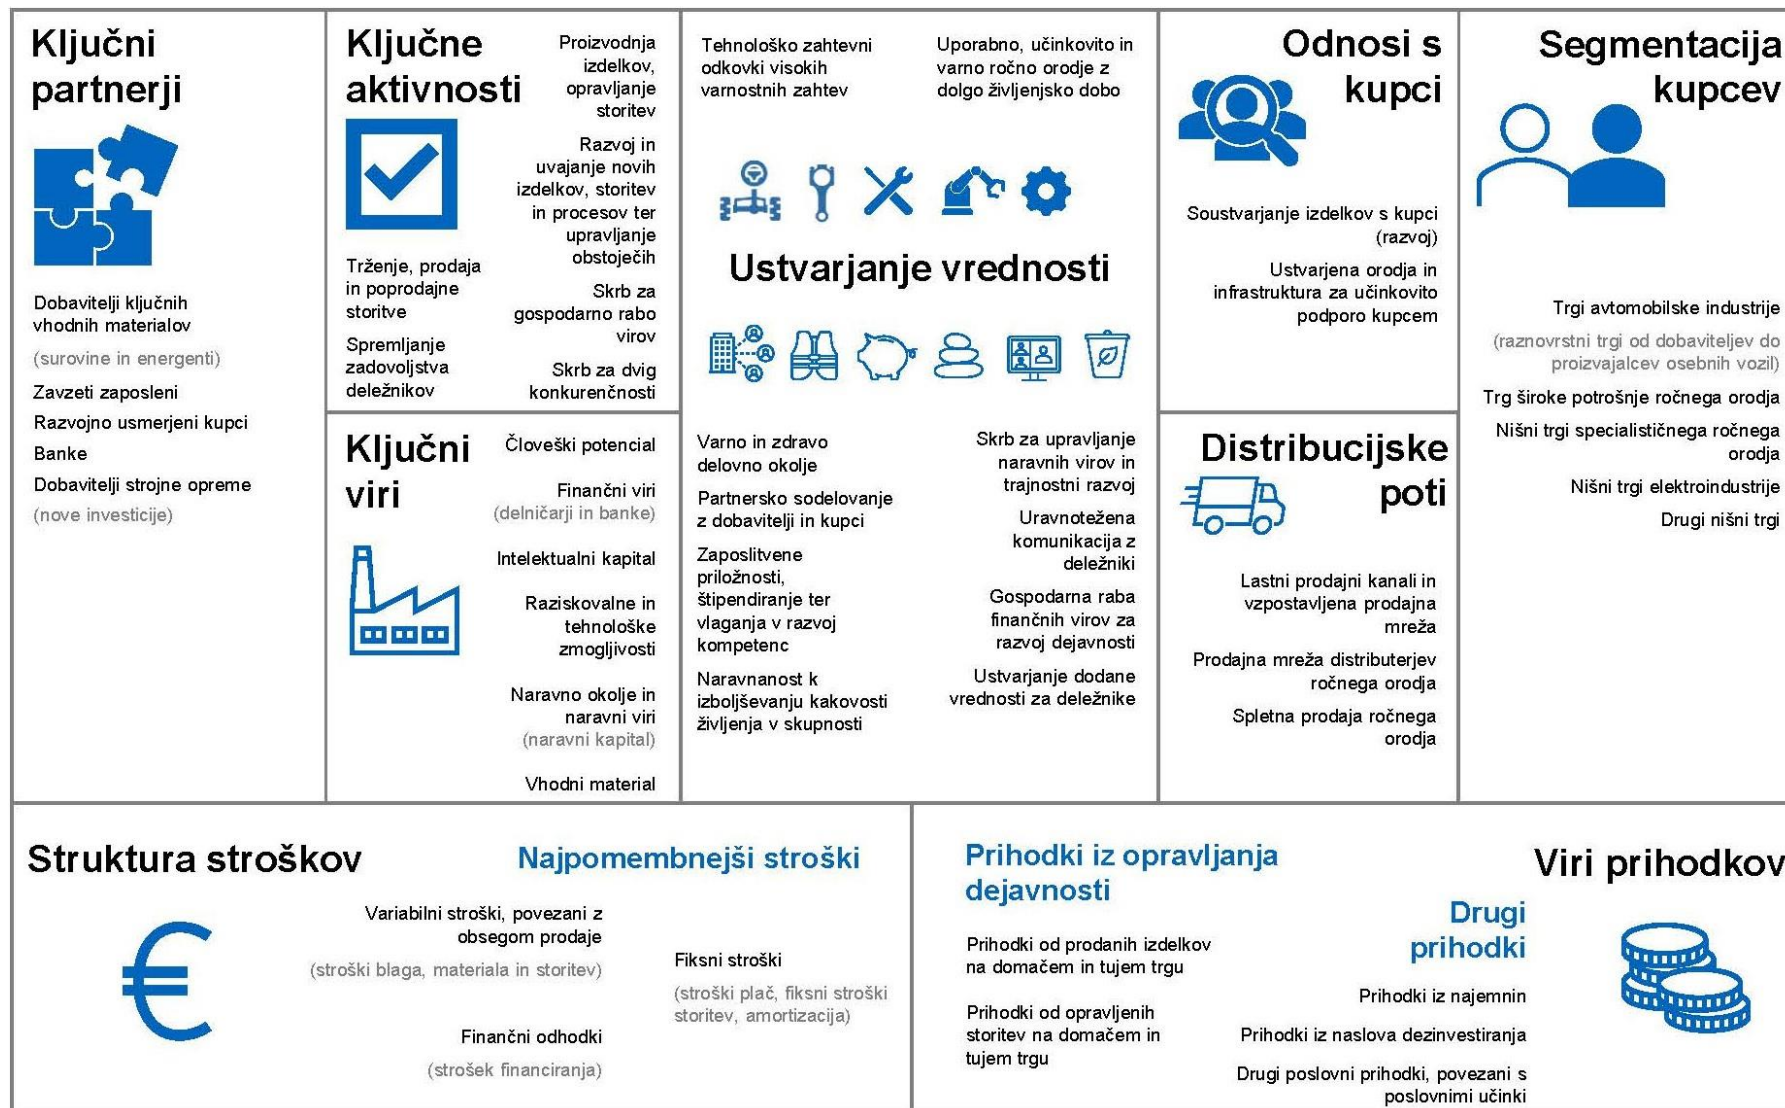 Ključni
partnerji
Dobavitelji ključnih
vhodnih materialov
(surovine in energenti)
Zavzeti zaposleni
Razvojno usmerjeni kupci
Banke
Dobavitelji strojne opreme
(nove investicije)
Ključne
aktivnosti
Trženje, prodaja
in poprodajne
storitve
Spremljanje
zadovoljstva
deležnikov
Proizvodnja
izdelkov,
opravljanje
storitev
Razvoj in
uvajanje novih
izdelkov, storitev
in procesov ter
upravljanje
obstoječih
Skrb za
gospodarno rabo
virov
Skrb za dvig
konkurenčnosti
Ključni
viri
Človeški potencial
Finančni viri
(delničarji in banke)
Intelektualni kapital
Raziskovalne in
tehnološke
zmogljivosti
Naravno okolje in
naravni viri
(naravni kapital)
Vhodni material
Tehnološko zahtevni
odkovki visokih
varnostnih zahtev
Uporabno, učinkovito in
varno ročno orodje z
dolgo življenjsko dobo
Ustvarjanje vrednosti
Varno in zdravo
delovno okolje
Partnersko sodelovanje
z dobavitelji in kupci
Zaposlitvene
priložnosti,
štipendiranje ter
vlaganja v razvoj
kompetenc
Naravnanost k
izboljševanju kakovosti
življenja v skupnosti
Skrb za upravljanje
naravnih virov in
trajnostni razvoj
Uravnotežena
komunikacija z
deležniki
Gospodarna raba
finančnih virov za
razvoj dejavnosti
Ustvarjanje dodane
vrednosti za deležnike
Odnosi s
kupci
Soustvarjanje izdelkov s kupci
(razvoj)
Ustvarjena orodja in
infrastruktura za učinkovito
podporo kupcem
Distribucijske
poti
Lastni prodajni kanali in
vzpostavljena prodajna
mreža
Prodajna mreža distributerjev
ročnega orodja
Spletna prodaja ročnega
orodja
Segmentacija
kupcev
Trgi avtomobilske industrije
(raznovrstni trgi od dobaviteljev do
proizvajalcev osebnih vozil)
Trg široke potrošnje ročnega orodja
Nišni trgi specialističnega ročnega
orodja
Nišni trgi elektroindustrije
Drugi nišni trgi
Struktura stroškov
Najpomembnejši stroški
Variabilni stroški, povezani z
obsegom prodaje
(stroški blaga, materiala in storitev)
Finančni odhodki
(strošek financiranja)
Fiksni stroški
(stroški plač, fiksni stroški
storitev, amortizacija)
Viri prihodkov
Prihodki iz opravljanja
dejavnosti
Prihodki od prodanih izdelkov
na domačem in tujem trgu
Prihodki od opravljenih
storitev na domačem in
tujem trgu
Drugi
prihodki
Prihodki iz najemnin
Prihodki iz naslova dezinvestiranja
Drugi poslovni prihodki, povezani s
poslovnimi učinki